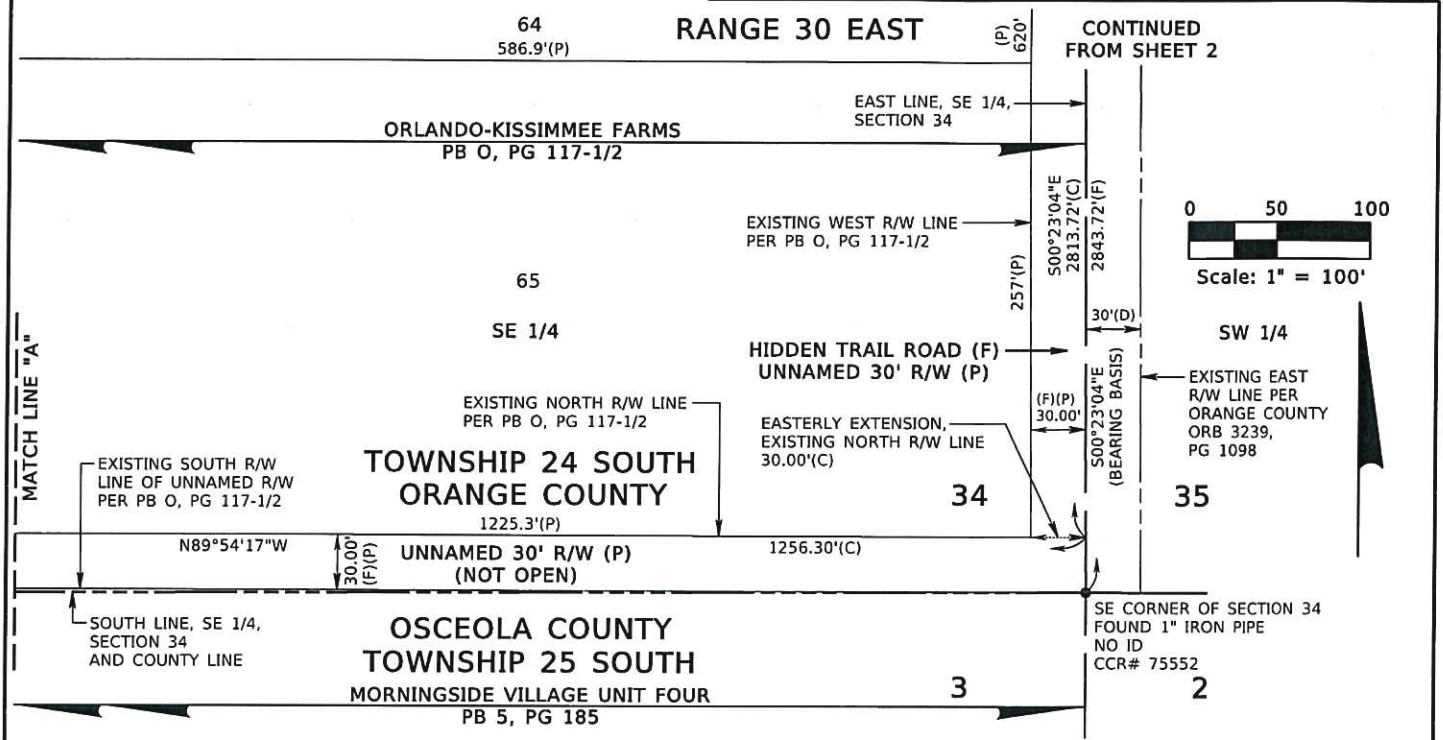 64
586.9'(P)
RANGE 30 EAST
(P)
620'
CONTINUED
FROM SHEET 2
EAST LINE, SE 1/4,
SECTION 34
ORLANDO-KISSIMMEE FARMS
PB O, PG 117-1/2
S00°23'04"E
2813.72'(C)
2843.72'(F)
EXISTING WEST R/W LINE
PER PB O, PG 117-1/2
257'(P)
0 50 100
Scale: 1" = 100'
65
SE 1/4
30'(D)
SW 1/4
HIDDEN TRAIL ROAD (F)
UNNAMED 30' R/W (P)
MATCH LINE "A"
EXISTING NORTH R/W LINE
PER PB O, PG 117-1/2
(F)(P)
30.00'
S00°23'04"E
(BEARING BASIS)
EXISTING EAST
R/W LINE PER
ORANGE COUNTY
ORB 3239,
PG 1098
EASTERLY EXTENSION,
EXISTING NORTH R/W LINE
30.00'(C)
EXISTING SOUTH R/W
LINE OF UNNAMED R/W
PER PB O, PG 117-1/2
TOWNSHIP 24 SOUTH
ORANGE COUNTY
34
35
1225.3'(P)
N89°54'17"W
30.00'
(F)(P)
UNNAMED 30' R/W (P)
(NOT OPEN)
1256.30'(C)
SOUTH LINE, SE 1/4,
SECTION 34
AND COUNTY LINE
OSCEOLA COUNTY
TOWNSHIP 25 SOUTH
MORNINGSIDE VILLAGE UNIT FOUR
PB 5, PG 185
3
SE CORNER OF SECTION 34
FOUND 1" IRON PIPE
NO ID
CCR# 75552
2